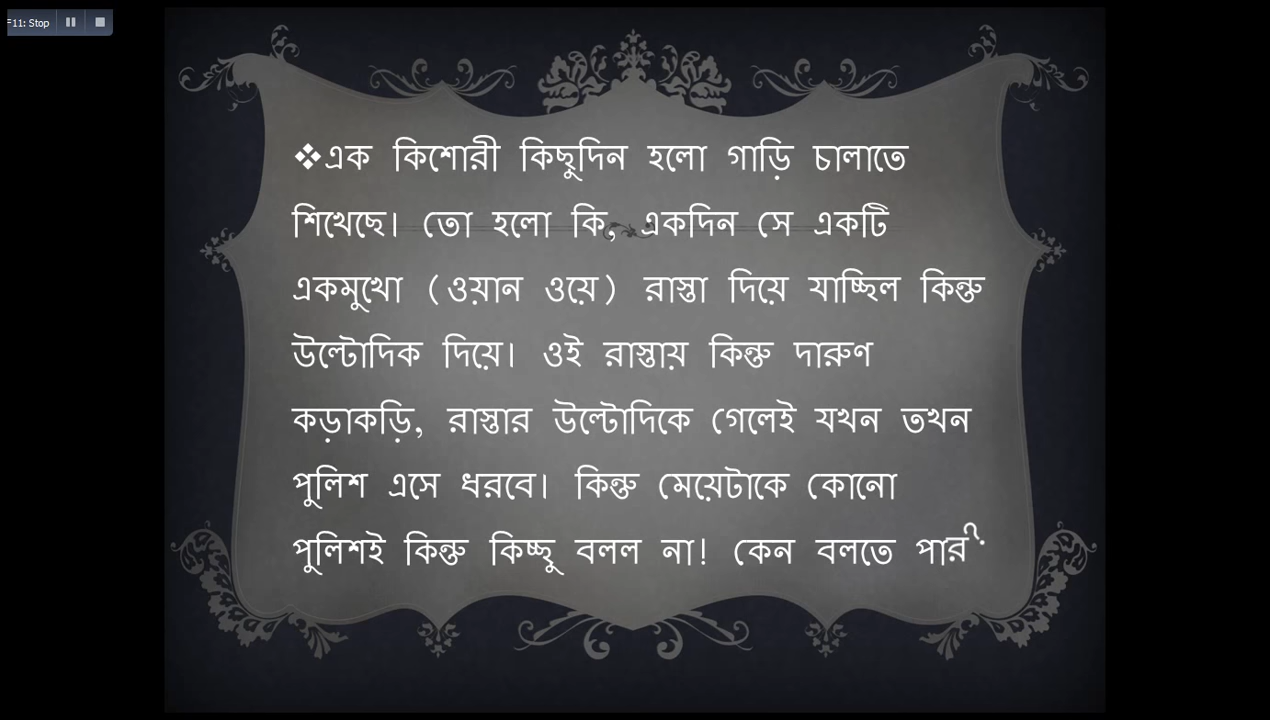 F11: Stop
❖এক কিশোরী কিছুদিন হলো গাড়ি চালাতে
শিখেছে। তো হলো কি, একদিন সে একটি
একমুখো (ওয়ান ওয়ে) রাস্তা দিয়ে যাচ্ছিল কিন্তু
উল্টোদিক দিয়ে। ওই রাস্তায় কিন্তু দারুণ
কড়াকড়ি, রাস্তার উল্টোদিকে গেলেই যখন তখন
পুলিশ এসে ধরবে। কিন্তু মেয়েটাকে কোনো
পুলিশই কিন্তু কিচ্ছু বলল না! কেন বলতে পার?